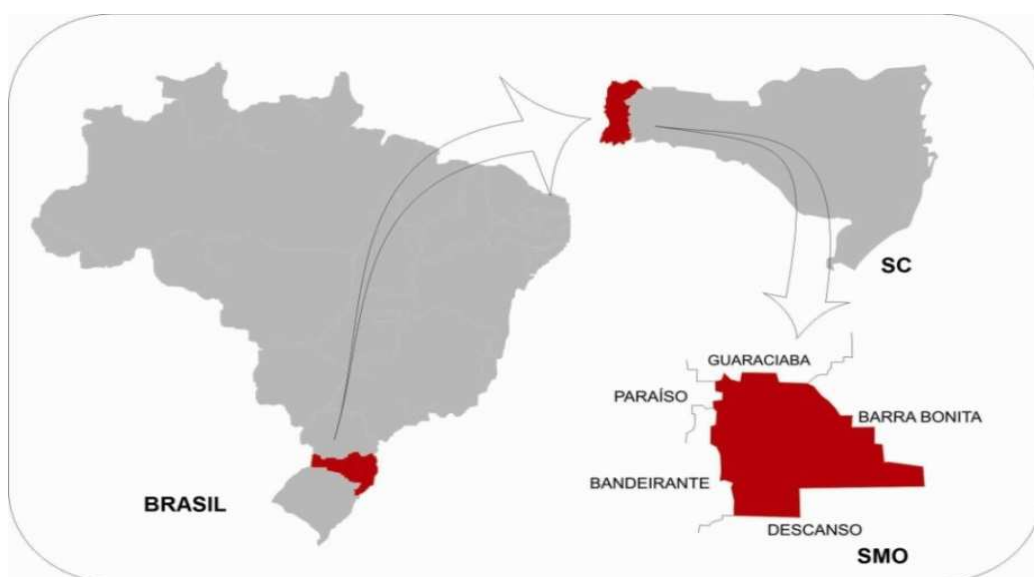 BRASIL
SC
GUARACIABA
PARAÍSO
BARRA BONITA
BANDEIRANTE
DESCANSO
SMO